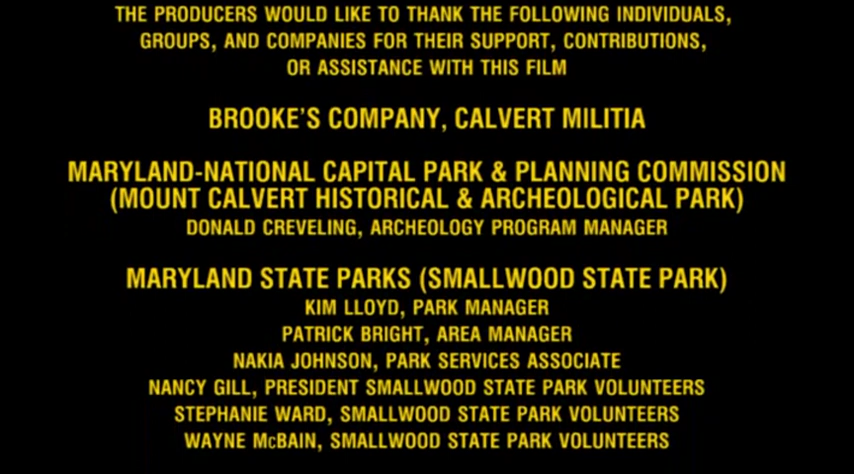 THE PRODUCERS WOULD LIKE TO THANK THE FOLLOWING INDIVIDUALS,
GROUPS, AND COMPANIES FOR THEIR SUPPORT, CONTRIBUTIONS,
OR ASSISTANCE WITH THIS FILM
BROOKE'S COMPANY, CALVERT MILITIA
MARYLAND-NATIONAL CAPITAL PARK & PLANNING COMMISSION
(MOUNT CALVERT HISTORICAL & ARCHEOLOGICAL PARK)
DONALD CREVELING, ARCHEOLOGY PROGRAM MANAGER
MARYLAND STATE PARKS (SMALLWOOD STATE PARK)
KIM LLOYD, PARK MANAGER
PATRICK BRIGHT, AREA MANAGER
NAKIA JOHNSON, PARK SERVICES ASSOCIATE
NANCY GILL, PRESIDENT SMALLWOOD STATE PARK VOLUNTEERS
STEPHANIE WARD, SMALLWOOD STATE PARK VOLUNTEERS
WAYNE McBAIN, SMALLWOOD STATE PARK VOLUNTEERS